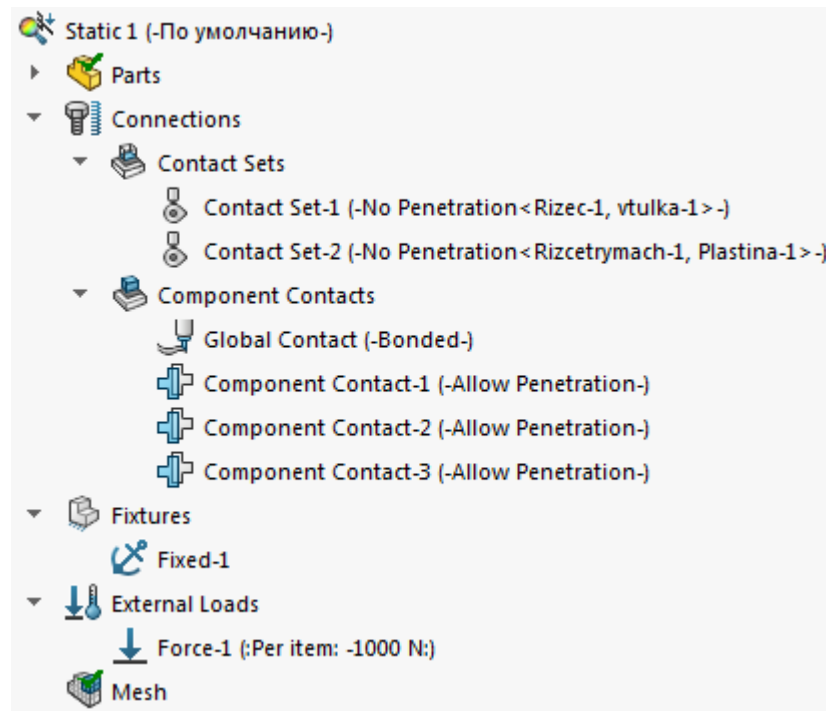 Static 1 (-По умолчанию-)
Parts
Connections
Contact Sets
Contact Set-1 (-No Penetration<Rizec-1, vtulka-1>-)
Contact Set-2 (-No Penetration<Rizcetrymach-1, Plastina-1>-)
Component Contacts
Global Contact (-Bonded-)
Component Contact-1 (-Allow Penetration-)
Component Contact-2 (-Allow Penetration-)
Component Contact-3 (-Allow Penetration-)
Fixtures
Fixed-1
External Loads
Force-1 (:Per item: -1000 N:)
Mesh